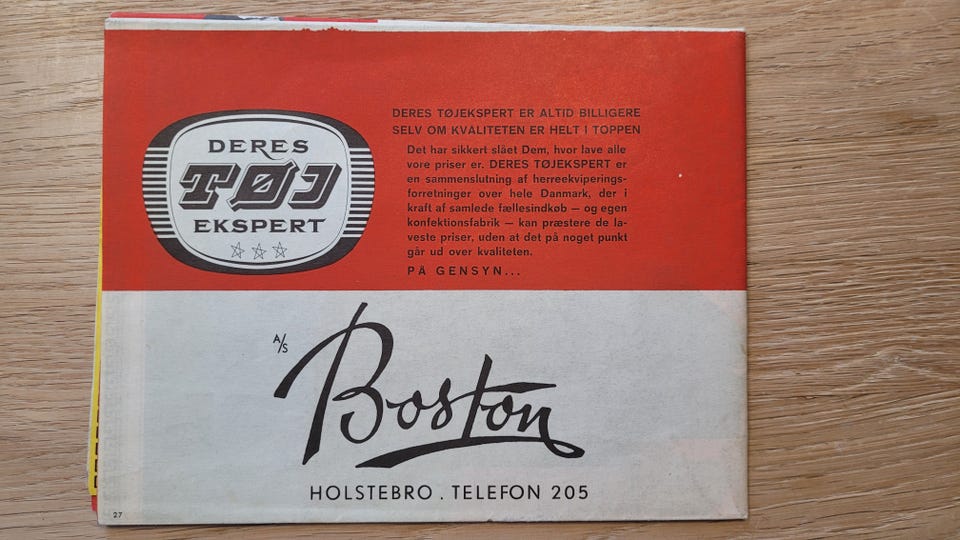 DERES
TØJ
EKSPERT
DERES TØJEKSPERT ER ALTID BILLIGERE
SELV OM KVALITETEN ER HELT I TOPPEN
Det har sikkert slået Dem, hvor lave alle
vore priser er. DERES TØJEKSPERT er
en sammenslutning af herreekviperings-
forretninger over hele Danmark, der i
kraft af samlede fællesindkøb — og egen
konfektionsfabrik — kan præstere de la-
veste priser, uden at det på noget punkt
går ud over kvaliteten.
PÅ GENSYN...
A/S
Boston
HOLSTEBRO . TELEFON 205
27